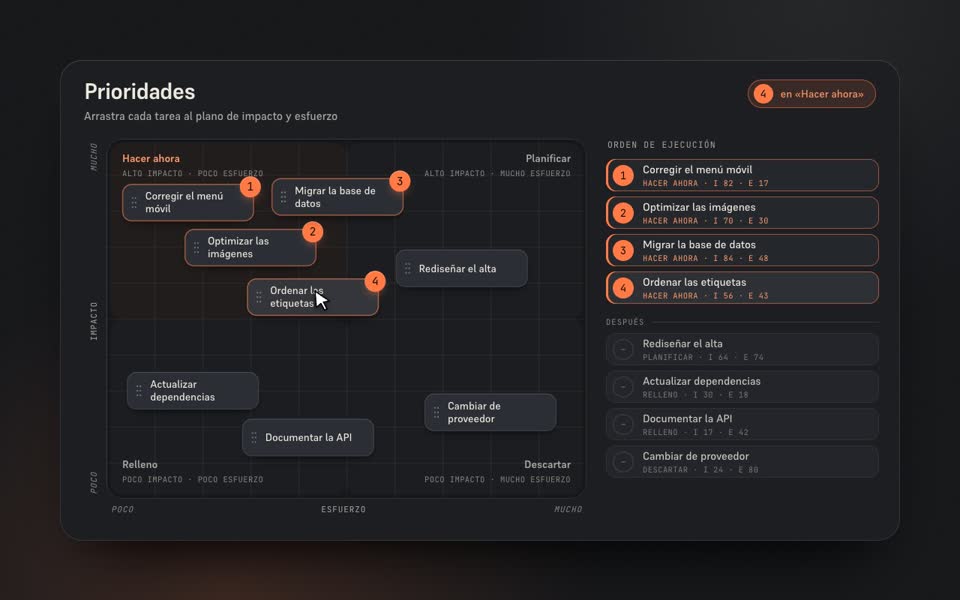 Prioridades
Arrastra cada tarea al plano de impacto y esfuerzo
4 en «Hacer ahora»
MUCHO
IMPACTO
POCO
Hacer ahora
ALTO IMPACTO · POCO ESFUERZO
Planificar
ALTO IMPACTO · MUCHO ESFUERZO
Corregir el menú
móvil
1
Migrar la base de
datos
3
Optimizar las
imágenes
2
Rediseñar el alta
Ordenar las
etiquetas
4
Actualizar
dependencias
Cambiar de
proveedor
Documentar la API
Relleno
POCO IMPACTO · POCO ESFUERZO
Descartar
POCO IMPACTO · MUCHO ESFUERZO
POCO
ESFUERZO
MUCHO
ORDEN DE EJECUCIÓN
1 Corregir el menú móvil
HACER AHORA · I 82 · E 17
2 Optimizar las imágenes
HACER AHORA · I 70 · E 30
3 Migrar la base de datos
HACER AHORA · I 84 · E 48
4 Ordenar las etiquetas
HACER AHORA · I 56 · E 43
DESPUÉS
– Rediseñar el alta
PLANIFICAR · I 64 · E 74
– Actualizar dependencias
RELLENO · I 30 · E 18
– Documentar la API
RELLENO · I 17 · E 42
– Cambiar de proveedor
DESCARTAR · I 24 · E 80